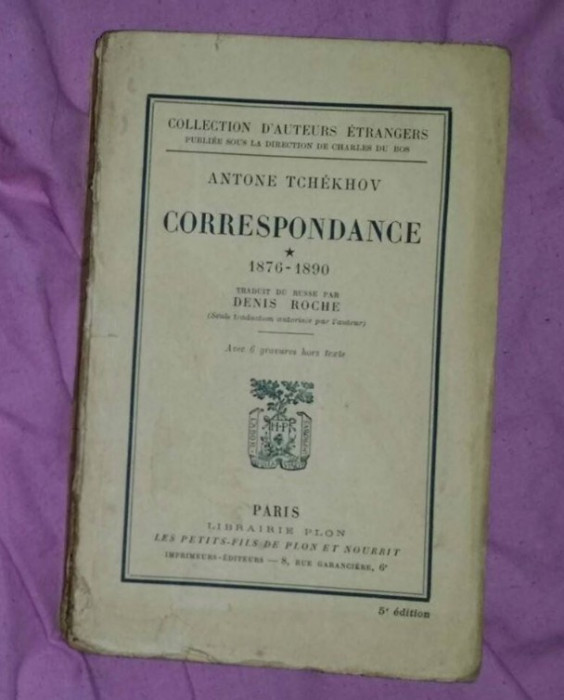 COLLECTION D'AUTEURS ÉTRANGERS
PUBLIÉE SOUS LA DIRECTION DE CHARLES DU BOS
ANTONE TCHÉKHOV
CORRESPONDANCE
★
1876-1890
TRADUIT DU RUSSE PAR
DENIS ROCHE
(Seule traduction autorisée par l'auteur)
Avec 6 gravures hors texte
PARIS
LIBRAIRIE PLON
LES PETITS-FILS DE PLON ET NOURRIT
IMPRIMEURS-ÉDITEURS — 8, RUE GARANCIÈRE, 6ᵉ
5ᵉ édition